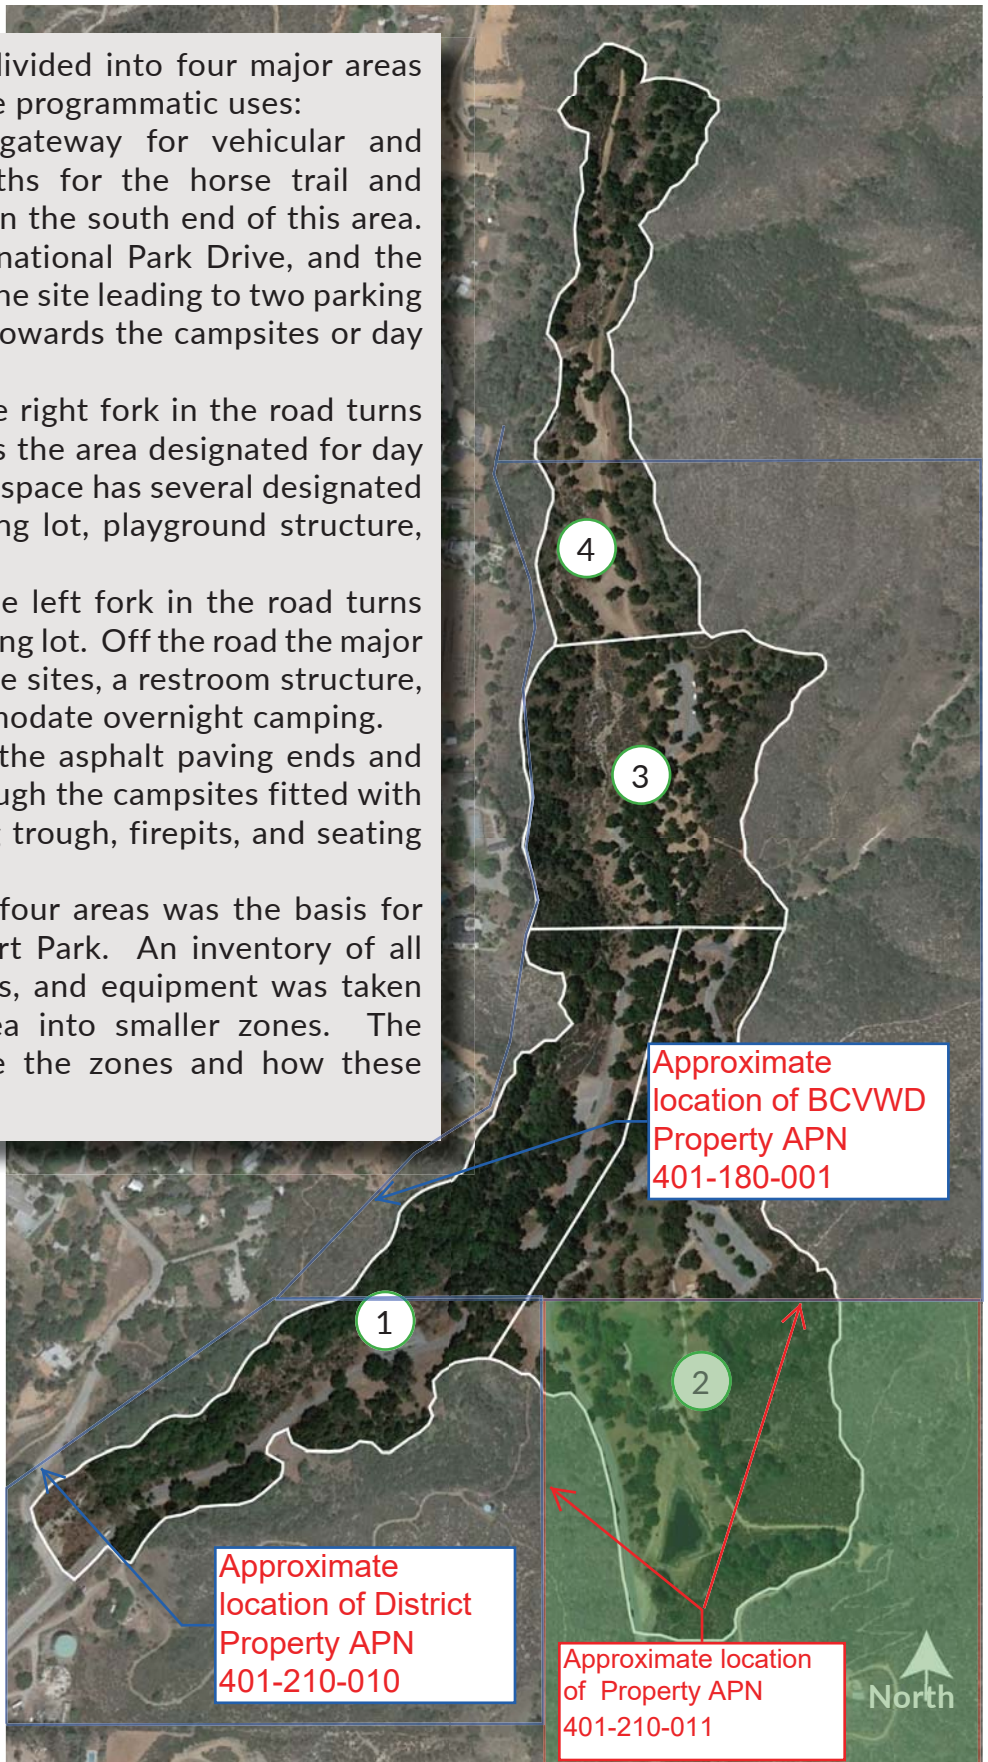 divided into four major areas
e programmatic uses:
gateway for vehicular and
ths for the horse trail and
n the south end of this area.
national Park Drive, and the
he site leading to two parking
owards the campsites or day
e right fork in the road turns
s the area designated for day
space has several designated
ng lot, playground structure,
e left fork in the road turns
ng lot. Off the road the major
e sites, a restroom structure,
modate overnight camping.
the asphalt paving ends and
ugh the campsites fitted with
g trough, firepits, and seating
four areas was the basis for
rt Park. An inventory of all
s, and equipment was taken
ea into smaller zones. The
e the zones and how these
4
3
Approximate
location of BCVWD
Property APN
401-180-001
1
2
Approximate
location of District
Property APN
401-210-010
Approximate location
of Property APN
401-210-011
North